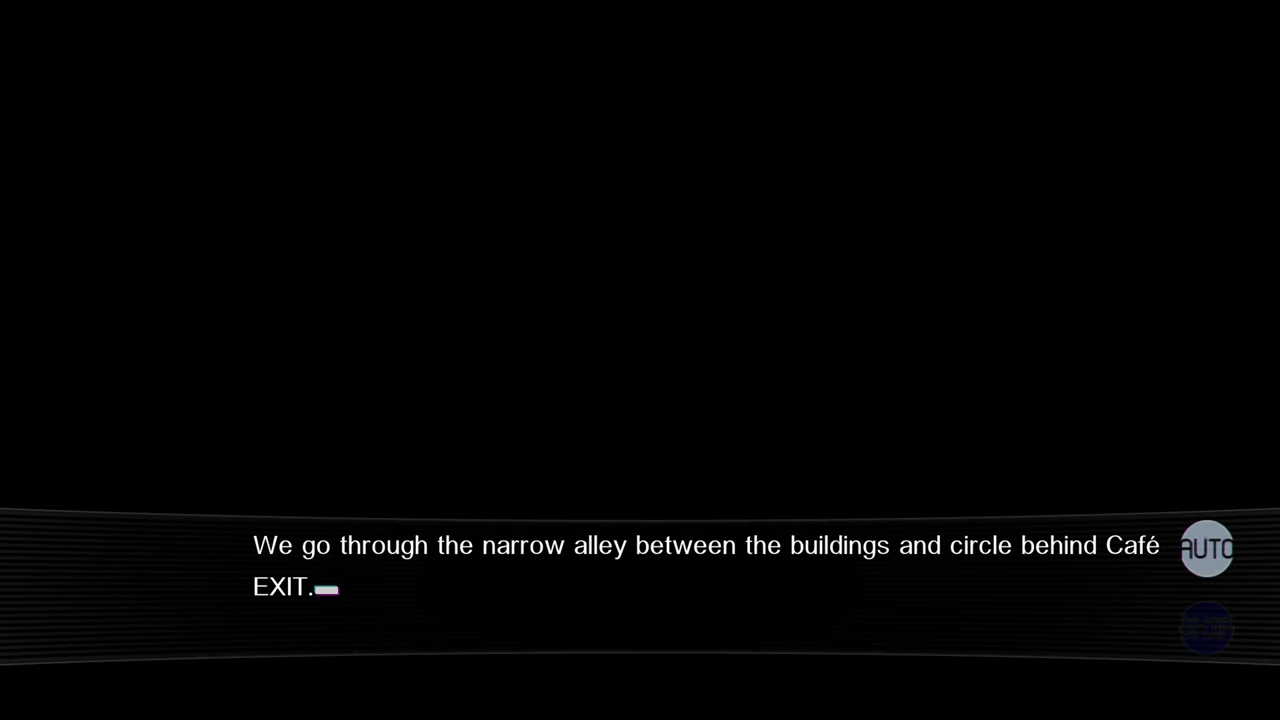 We go through the narrow alley between the buildings and circle behind Café
EXIT.
AUTO